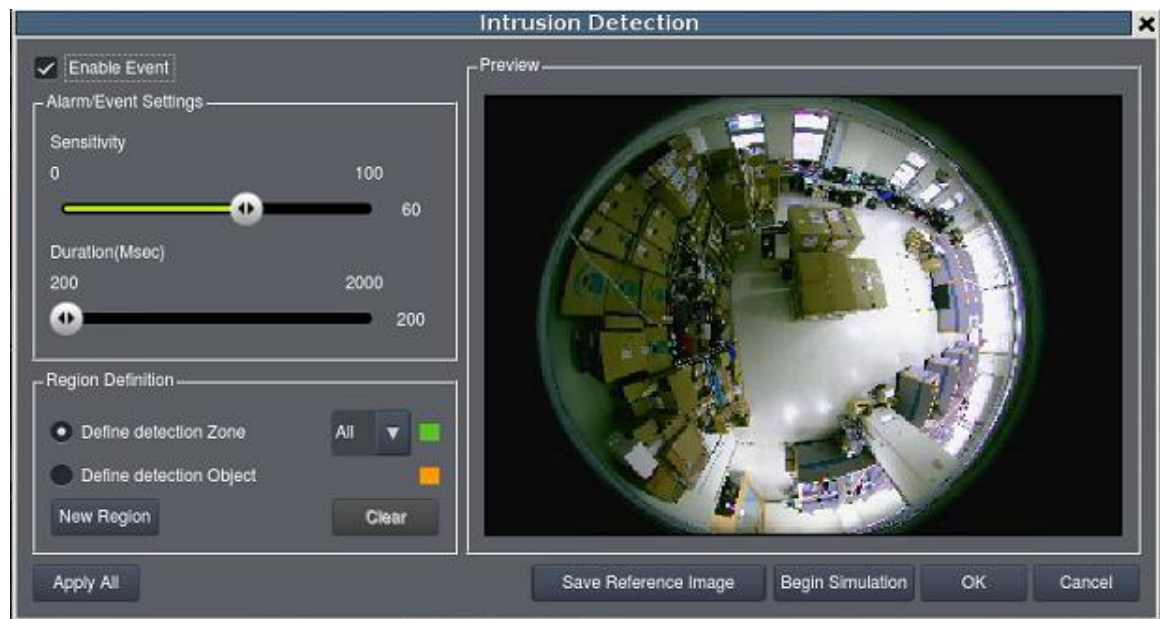 Intrusion Detection
Enable Event
Alarm/Event Settings
Sensitivity
0 100
60
Duration(Msec)
200 2000
200
Region Definition
Define detection Zone All
Define detection Object
New Region Clear
Preview
Apply All Save Reference Image Begin Simulation OK Cancel